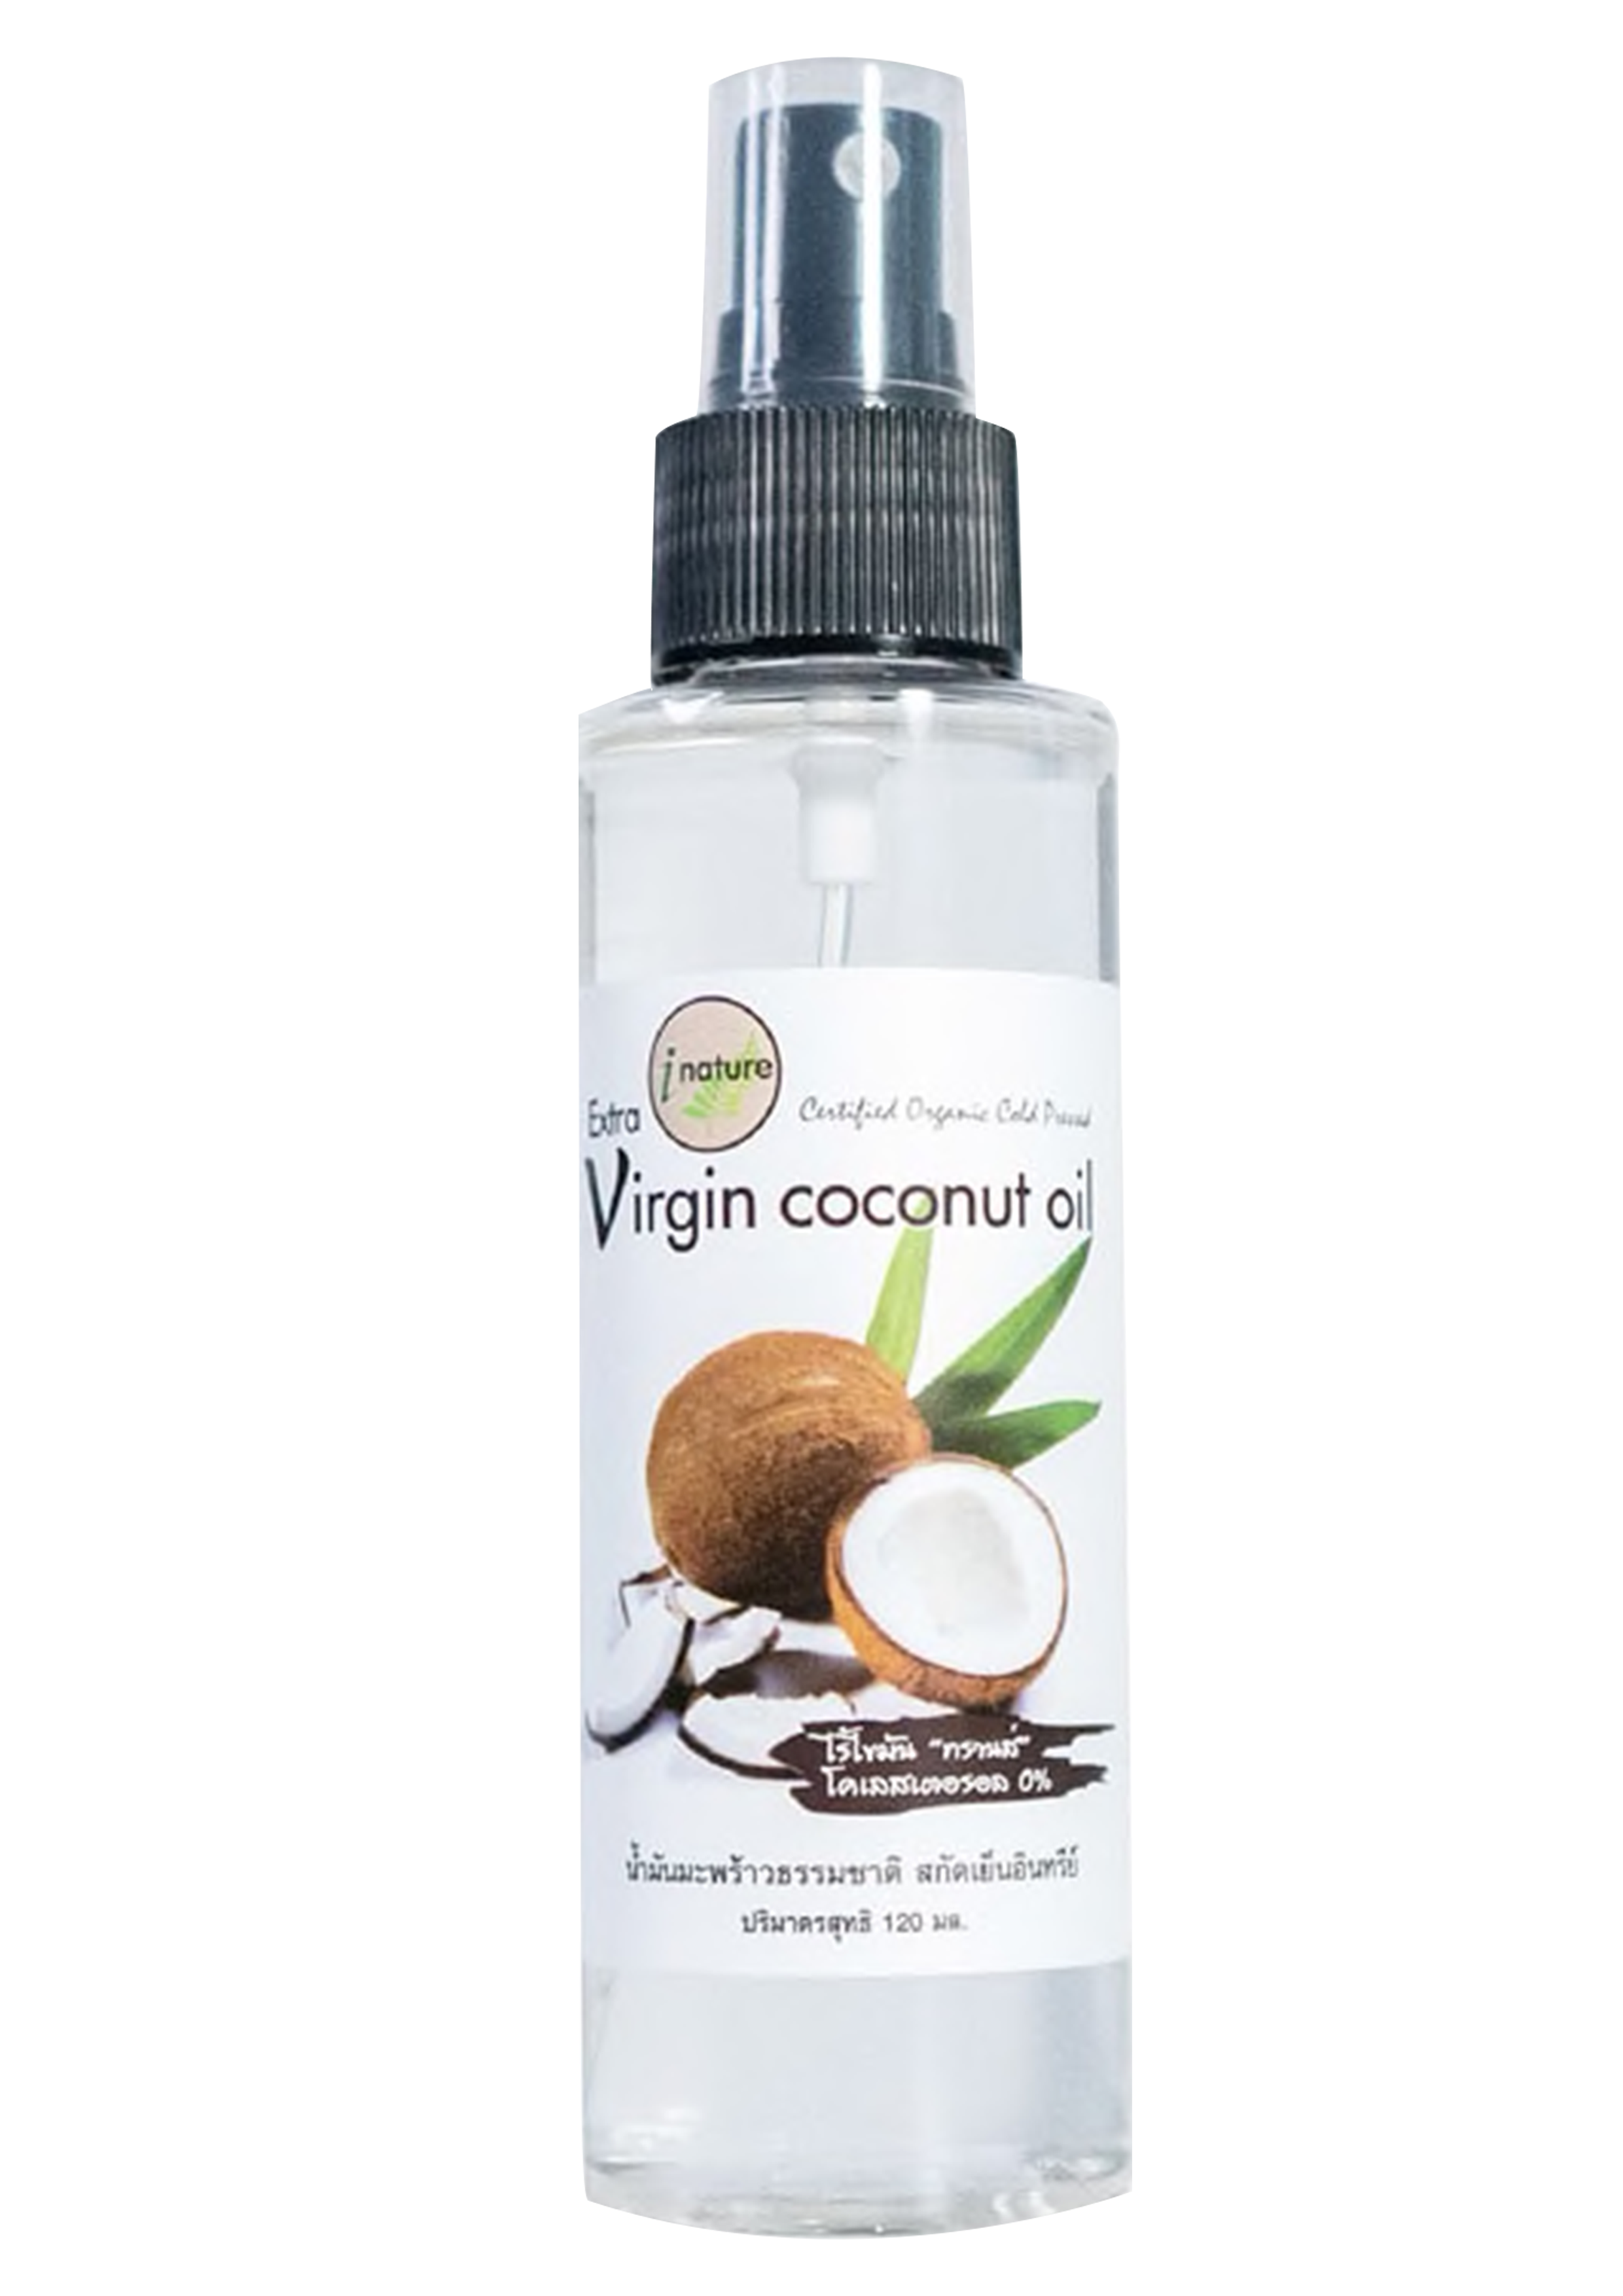 i nature
Extra
Certified Organic Cold Pressed
Virgin coconut oil
ไร้ไขมัน “ทรานส์”
โคเลสเตอรอล 0%
น้ำมันมะพร้าวธรรมชาติ สกัดเย็นอินทรีย์
ปริมาตรสุทธิ 120 มล.